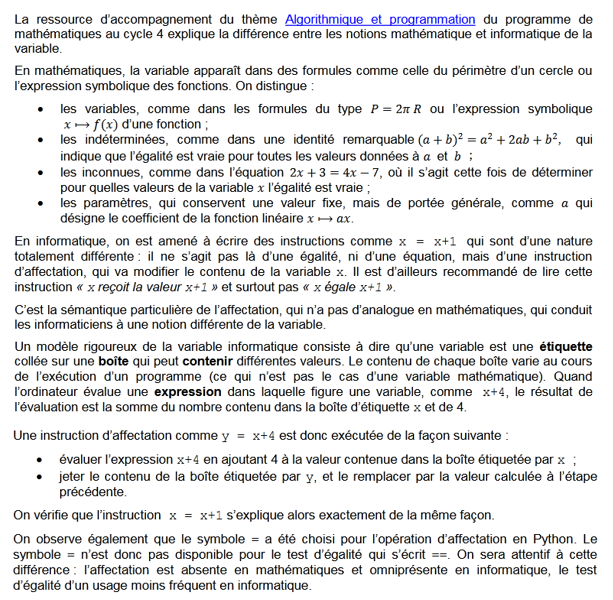 La ressource d'accompagnement du thème Algorithmique et programmation du programme de
mathématiques au cycle 4 explique la différence entre les notions mathématique et informatique de la
variable.
En mathématiques, la variable apparaît dans des formules comme celle du périmètre d'un cercle ou
l'expression symbolique des fonctions. On distingue :
• les variables, comme dans les formules du type P = 2π R ou l'expression symbolique
x ⟼ f(x) d'une fonction ;
• les indéterminées, comme dans une identité remarquable (a + b)² = a² + 2ab + b², qui
indique que l'égalité est vraie pour toutes les valeurs données à a et b ;
• les inconnues, comme dans l'équation 2x + 3 = 4x − 7, où il s'agit cette fois de déterminer
pour quelles valeurs de la variable x l'égalité est vraie ;
• les paramètres, qui conservent une valeur fixe, mais de portée générale, comme a qui
désigne le coefficient de la fonction linéaire x ⟼ ax.
En informatique, on est amené à écrire des instructions comme x = x+1 qui sont d'une nature
totalement différente : il ne s'agit pas là d'une égalité, ni d'une équation, mais d'une instruction
d'affectation, qui va modifier le contenu de la variable x. Il est d'ailleurs recommandé de lire cette
instruction « x reçoit la valeur x+1 » et surtout pas « x égale x+1 ».
C'est la sémantique particulière de l'affectation, qui n'a pas d'analogue en mathématiques, qui conduit
les informaticiens à une notion différente de la variable.
Un modèle rigoureux de la variable informatique consiste à dire qu'une variable est une étiquette
collée sur une boîte qui peut contenir différentes valeurs. Le contenu de chaque boîte varie au cours
de l'exécution d'un programme (ce qui n'est pas le cas d'une variable mathématique). Quand
l'ordinateur évalue une expression dans laquelle figure une variable, comme x+4, le résultat de
l'évaluation est la somme du nombre contenu dans la boîte d'étiquette x et de 4.
Une instruction d'affectation comme y = x+4 est donc exécutée de la façon suivante :
• évaluer l'expression x+4 en ajoutant 4 à la valeur contenue dans la boîte étiquetée par x ;
• jeter le contenu de la boîte étiquetée par y, et le remplacer par la valeur calculée à l'étape
précédente.
On vérifie que l'instruction x = x+1 s'explique alors exactement de la même façon.
On observe également que le symbole = a été choisi pour l'opération d'affectation en Python. Le
symbole = n'est donc pas disponible pour le test d'égalité qui s'écrit ==. On sera attentif à cette
différence : l'affectation est absente en mathématiques et omniprésente en informatique, le test
d'égalité d'un usage moins fréquent en informatique.